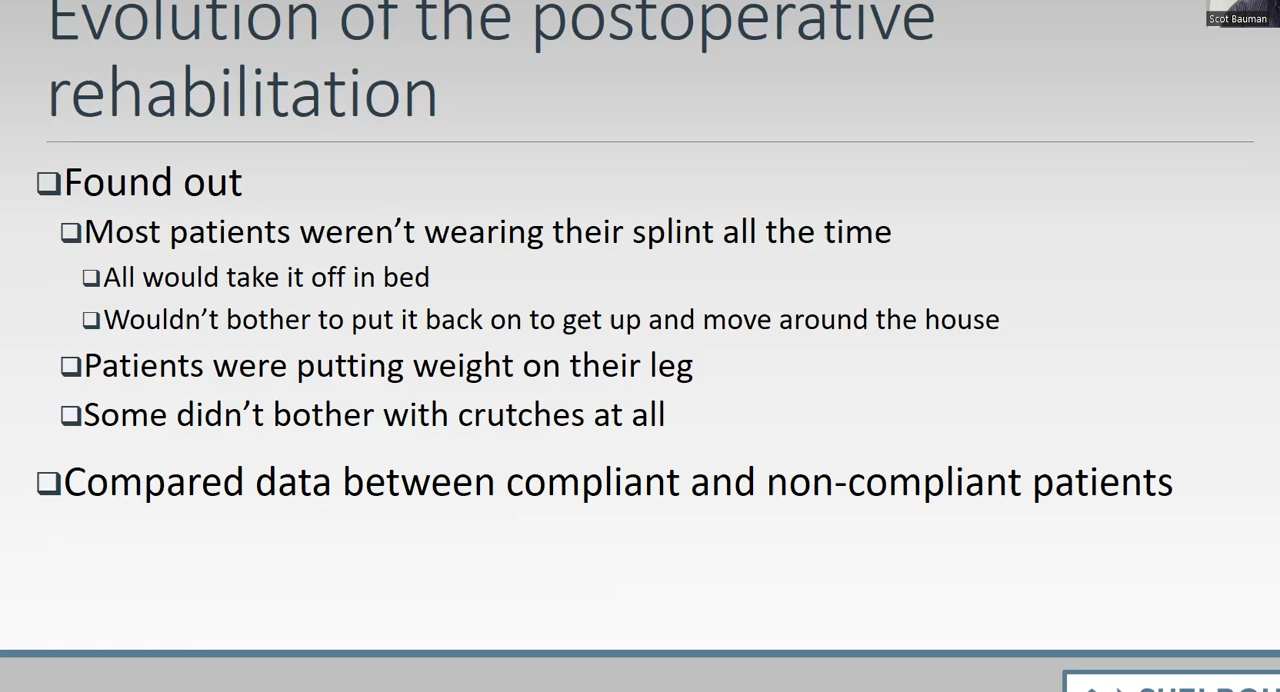 Scot Bauman
Evolution of the postoperative
rehabilitation
Found out
Most patients weren’t wearing their splint all the time
All would take it off in bed
Wouldn’t bother to put it back on to get up and move around the house
Patients were putting weight on their leg
Some didn’t bother with crutches at all
Compared data between compliant and non-compliant patients